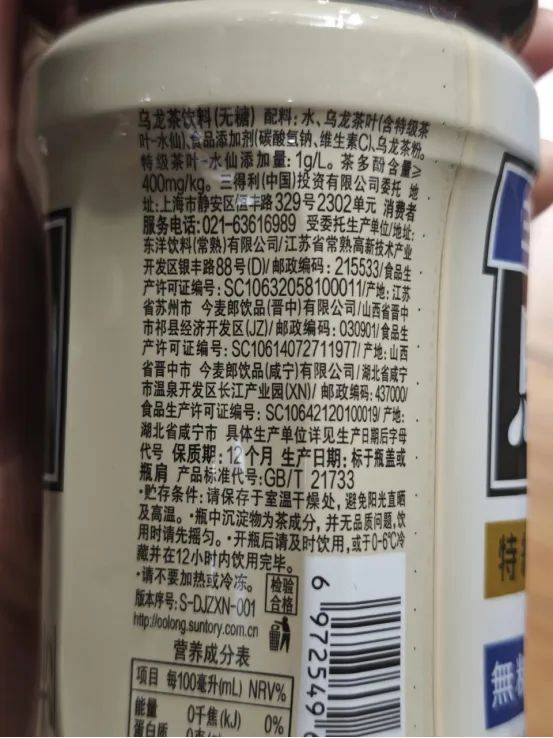 乌龙茶饮料(无糖) 配料:水、乌龙茶叶(含特级茶
叶-水仙)、食品添加剂(碳酸氢钠、维生素C)、乌龙茶粉。
特级茶叶-水仙添加量:1g/L。茶多酚含量≥
400mg/kg。三得利(中国)投资有限公司委托 地
址:上海市静安区恒丰路329号2302单元 消费者
服务电话:021-63616989 受委托生产单位/地址:
东洋饮料(常熟)有限公司/江苏省常熟高新技术产业
开发区银丰路88号(D)/邮政编码:215533/食品生
产许可证编号:SC10632058100011/产地:江苏
省苏州市 今麦郎饮品(晋中)有限公司/山西省晋中
市祁县经济开发区(JZ)/邮政编码:030901/食品生
产许可证编号:SC10614072711977/产地:山西
省晋中市 今麦郎饮品(咸宁)有限公司/湖北省咸宁
市温泉开发区长江产业园(XN)/邮政编码:437000/
食品生产许可证编号:SC10642120100019/产地:
湖北省咸宁市 具体生产单位详见生产日期后字母
代号 保质期:12个月 生产日期:标于瓶盖或
瓶肩 产品标准代号:GB/T 21733
·贮存条件:请保存于室温干燥处,避免阳光直晒
及高温。·瓶中沉淀物为茶成分,并无品质问题,饮
用时请先摇匀。·开瓶后请及时饮用,或于0-6℃冷
藏并在12小时内饮用完毕。
·请不要加热或冷冻。
版本序号:S-DJZXN-001
http://oolong.suntory.com.cn
检验
合格
营养成分表
项目 每100毫升(mL) NRV%
能量 0千焦(kJ) 0%
蛋白质 0克
6 972549
特
無